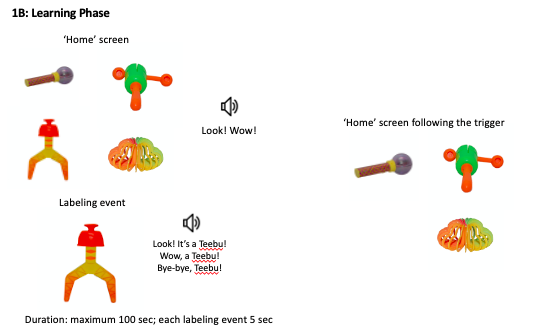 1B: Learning Phase
'Home' screen
Look! Wow!
'Home' screen following the trigger
Labeling event
Look! It's a Teebu!
Wow, a Teebu!
Bye-bye, Teebu!
Duration: maximum 100 sec; each labeling event 5 sec